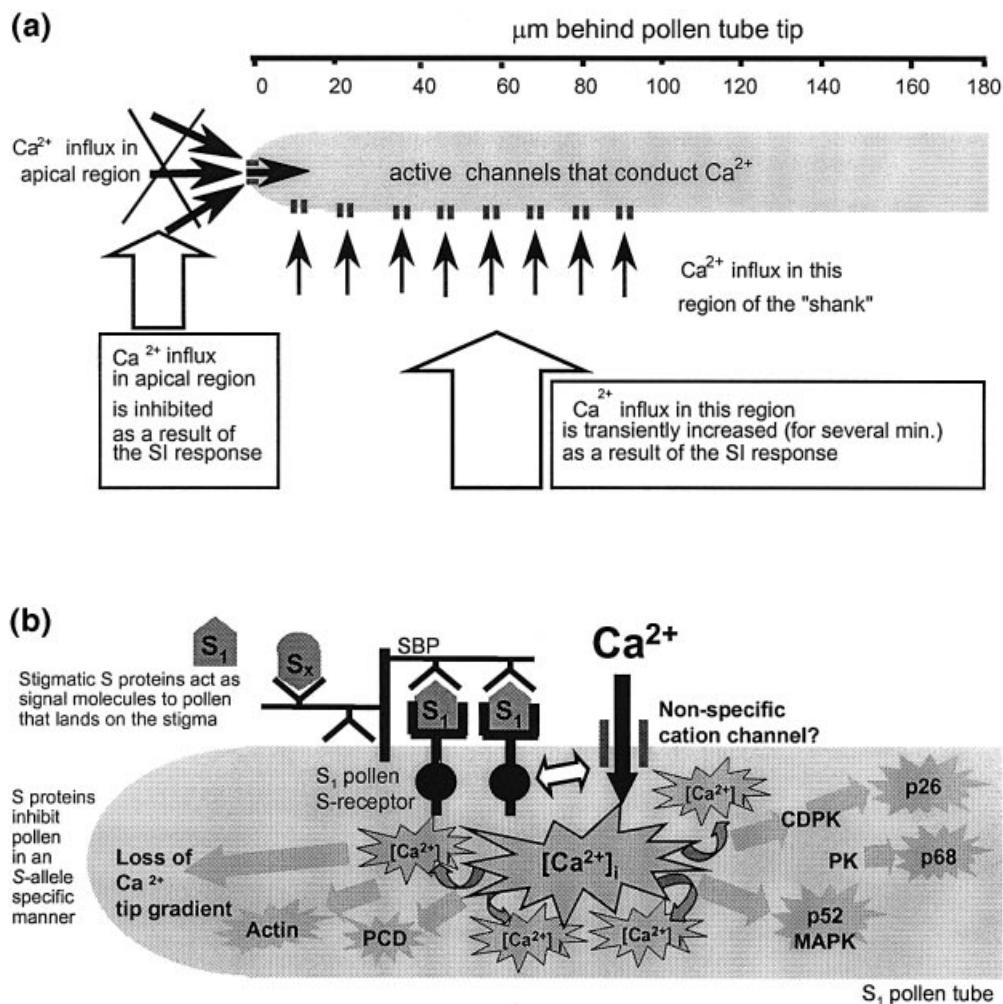 (a)
μm behind pollen tube tip
0 20 40 60 80 100 120 140 160 180
Ca²⁺ influx in
apical region
active channels that conduct Ca²⁺
Ca²⁺ influx in this
region of the "shank"
Ca ²⁺ influx
in apical region
is inhibited
as a result of
the SI response
Ca²⁺ influx in this region
is transiently increased (for several min.)
as a result of the SI response
(b)
S₁
Sₓ
SBP
Ca²⁺
Stigmatic S proteins act as
signal molecules to pollen
that lands on the stigma
S₁
S₁
Non-specific
cation channel?
S₁ pollen
S-receptor
S proteins
inhibit
pollen
in an
S-allele
specific
manner
[Ca²⁺]ᵢ
p26
CDPK
[Ca²⁺]ᵢ
[Ca²⁺]ᵢ
PK
p68
Loss of
Ca ²⁺
tip gradient
Actin
PCD
[Ca²⁺]ᵢ
[Ca²⁺]ᵢ
p52
MAPK
S₁ pollen tube